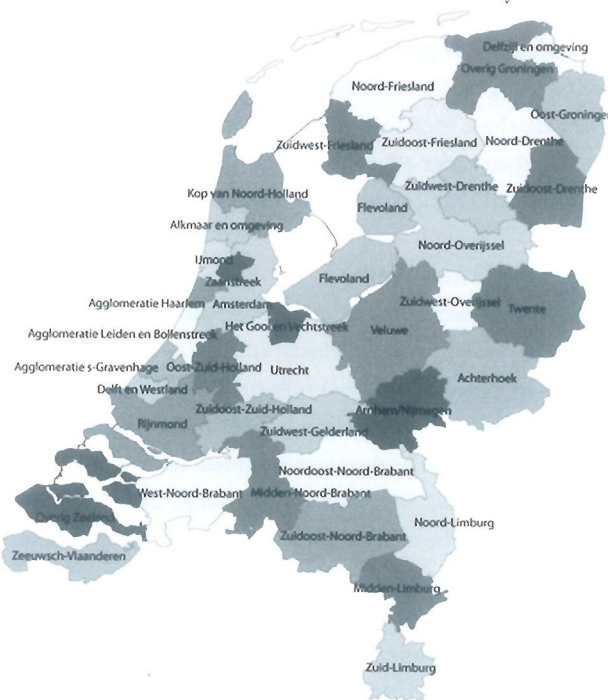 Delfzijl en omgeving
Overig Groningen
Noord-Friesland
Oost-Groningen
Zuidwest-Friesland
Zuidoost-Friesland
Noord-Drenthe
Kop van Noord-Holland
Zuidwest-Drenthe
Zuidoost-Drenthe
Flevoland
Alkmaar en omgeving
Noord-Overijssel
IJmond
Zaanstreek
Flevoland
Agglomeratie Haarlem
Amsterdam
Zuidwest-Overijssel
Twente
Het Gooi en Vechtstreek
Veluwe
Agglomeratie Leiden en Bollenstreek
Agglomeratie s-Gravenhage
Oost-Zuid-Holland
Utrecht
Achterhoek
Delft en Westland
Zuidoost-Zuid-Holland
Arnhem/Nijmegen
Rijnmond
Zuidwest-Gelderland
Noordoost-Noord-Brabant
West-Noord-Brabant
Midden-Noord-Brabant
Overig Zeeland
Noord-Limburg
Zuidoost-Noord-Brabant
Zeeuwsch-Vlaanderen
Midden-Limburg
Zuid-Limburg